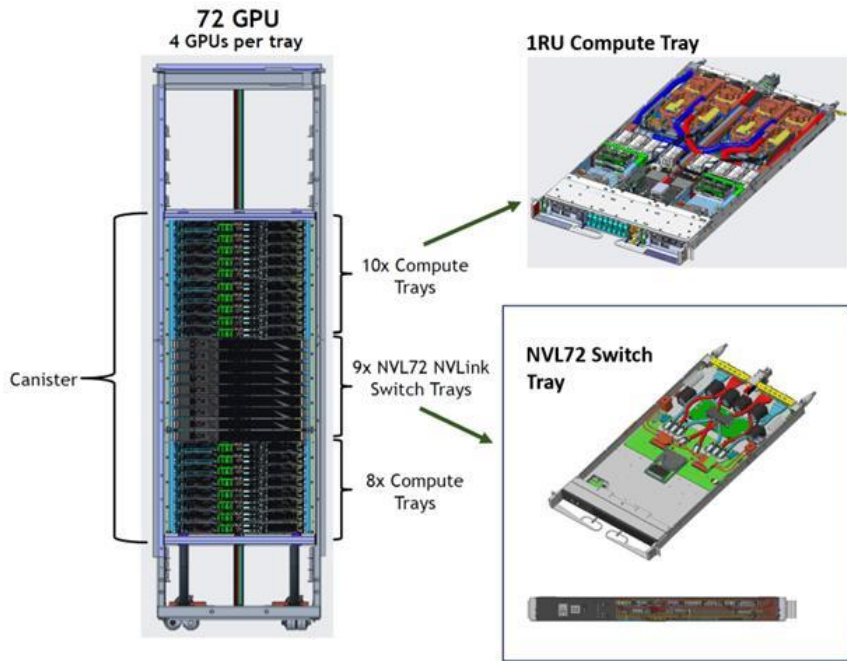 72 GPU
4 GPUs per tray
1RU Compute Tray
10x Compute
Trays
Canister
9x NVL72 NVLink
Switch Trays
8x Compute
Trays
NVL72 Switch
Tray